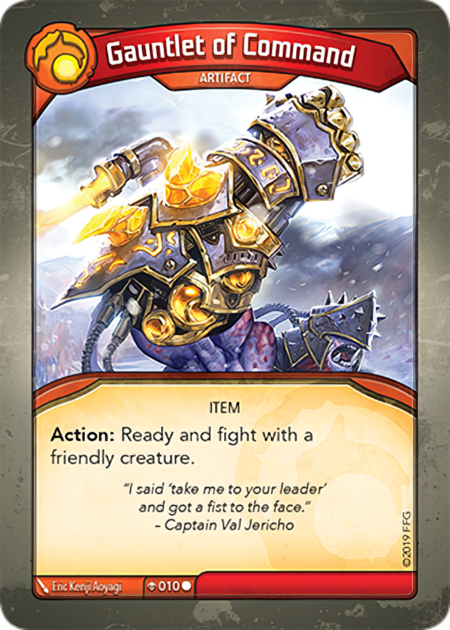 Gauntlet of Command
ARTIFACT
ITEM
Action: Ready and fight with a
friendly creature.
“I said ‘take me to your leader’
and got a fist to the face.”
– Captain Val Jericho
Eric Kenji Aoyagi
010
©2019 FFG